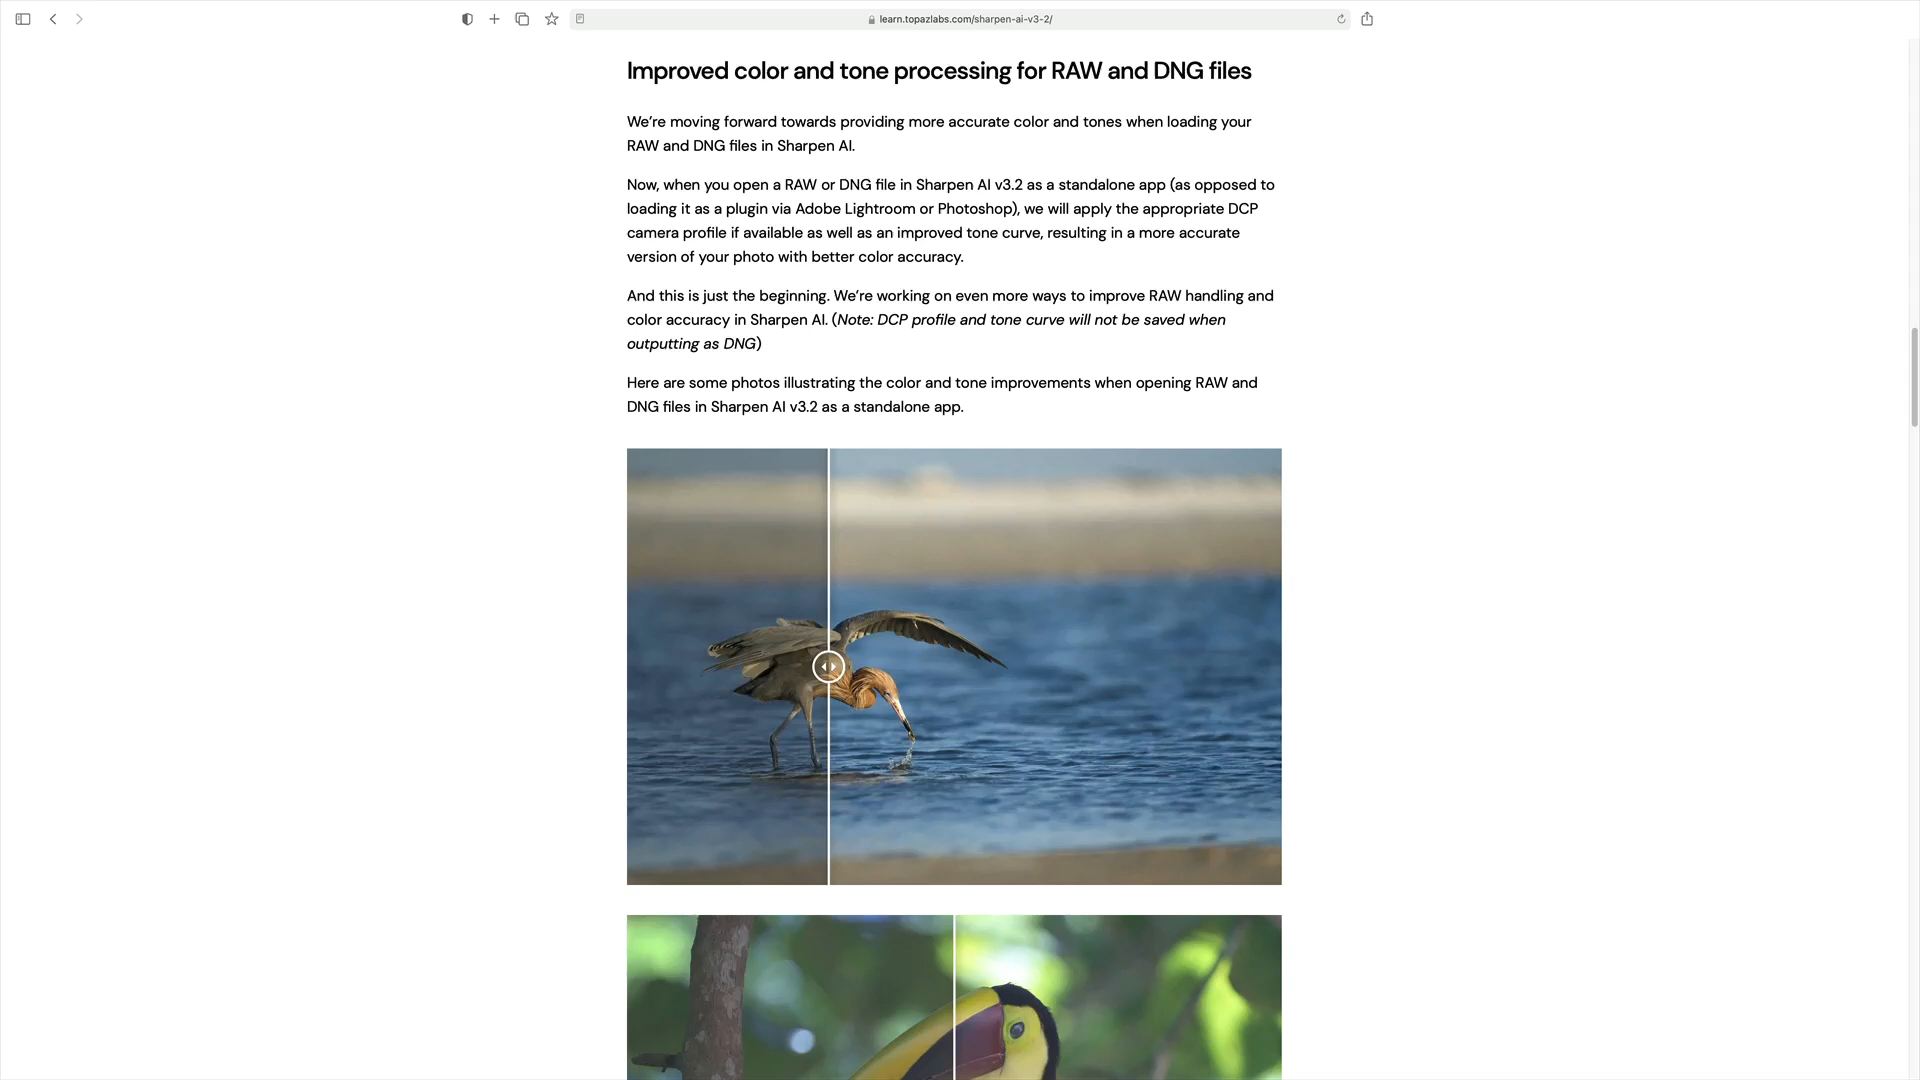 learn.topazlabs.com/sharpen-ai-v3-2/
Improved color and tone processing for RAW and DNG files
We’re moving forward towards providing more accurate color and tones when loading your
RAW and DNG files in Sharpen AI.
Now, when you open a RAW or DNG file in Sharpen AI v3.2 as a standalone app (as opposed to
loading it as a plugin via Adobe Lightroom or Photoshop), we will apply the appropriate DCP
camera profile if available as well as an improved tone curve, resulting in a more accurate
version of your photo with better color accuracy.
And this is just the beginning. We’re working on even more ways to improve RAW handling and
color accuracy in Sharpen AI. (Note: DCP profile and tone curve will not be saved when
outputting as DNG)
Here are some photos illustrating the color and tone improvements when opening RAW and
DNG files in Sharpen AI v3.2 as a standalone app.